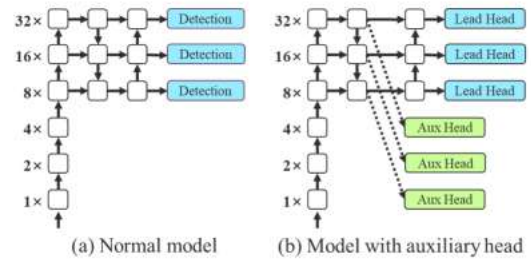 32×
Detection
16×
Detection
8×
Detection
4×
2×
1×
(a) Normal model
32×
Lead Head
16×
Lead Head
8×
Lead Head
4×
Aux Head
2×
Aux Head
1×
Aux Head
(b) Model with auxiliary head